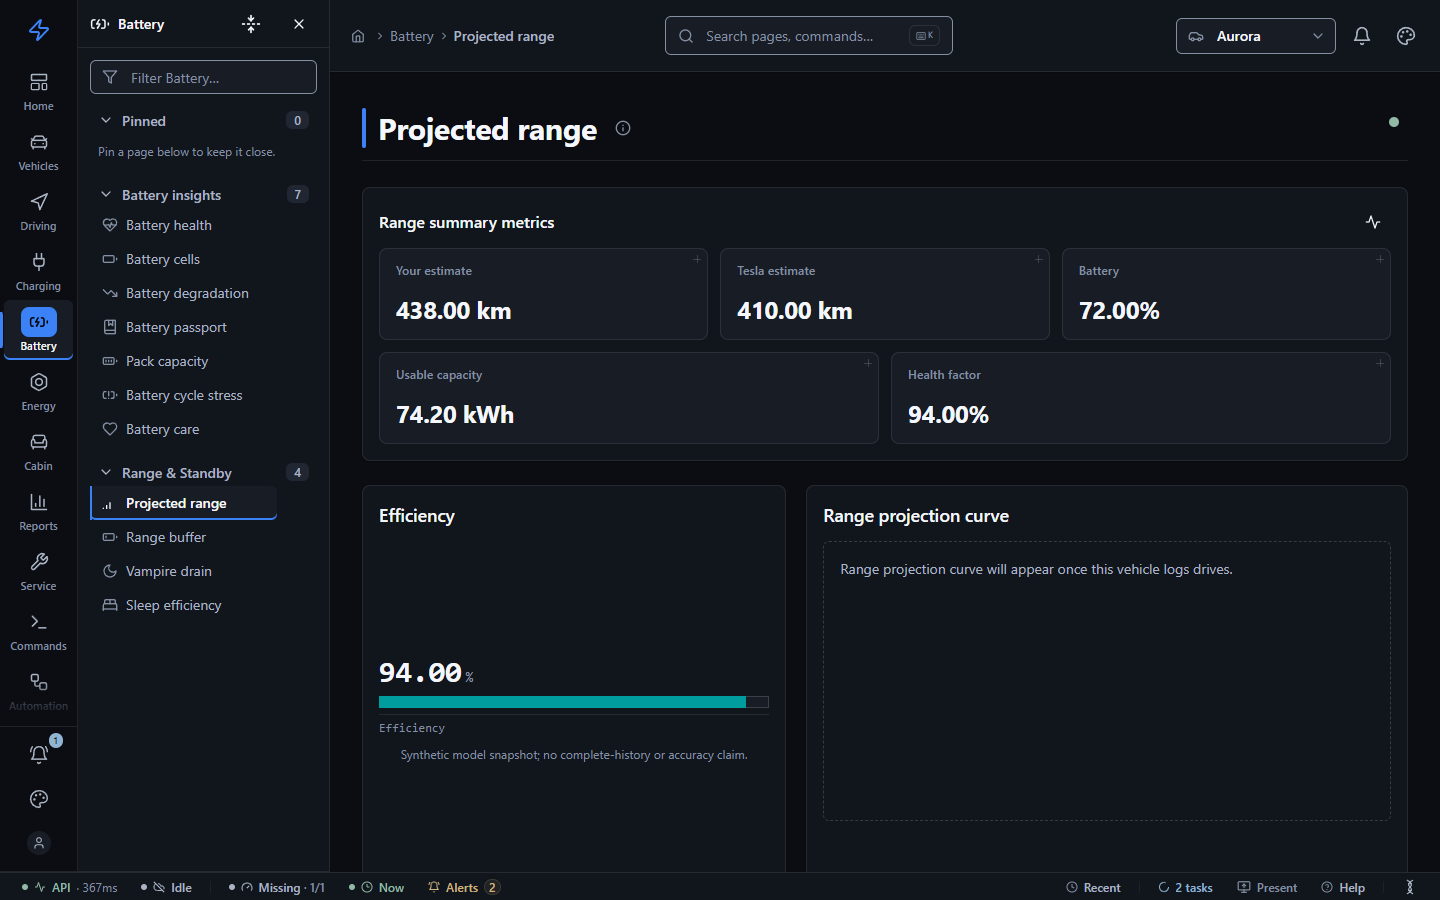 Battery
Battery
Projected range
Search pages, commands...
K
Aurora
Home
Vehicles
Driving
Charging
Battery
Energy
Cabin
Reports
Service
Commands
Automation
1
Filter Battery...
Pinned
0
Pin a page below to keep it close.
Battery insights
7
Battery health
Battery cells
Battery degradation
Battery passport
Pack capacity
Battery cycle stress
Battery care
Range & Standby
4
Projected range
Range buffer
Vampire drain
Sleep efficiency
Projected range
Range summary metrics
Your estimate
438.00 km
Tesla estimate
410.00 km
Battery
72.00%
Usable capacity
74.20 kWh
Health factor
94.00%
Efficiency
94.00 %
Efficiency
Synthetic model snapshot; no complete-history or accuracy claim.
Range projection curve
Range projection curve will appear once this vehicle logs drives.
API · 367ms
Idle
Missing · 1/1
Now
Alerts 2
Recent
2 tasks
Present
Help